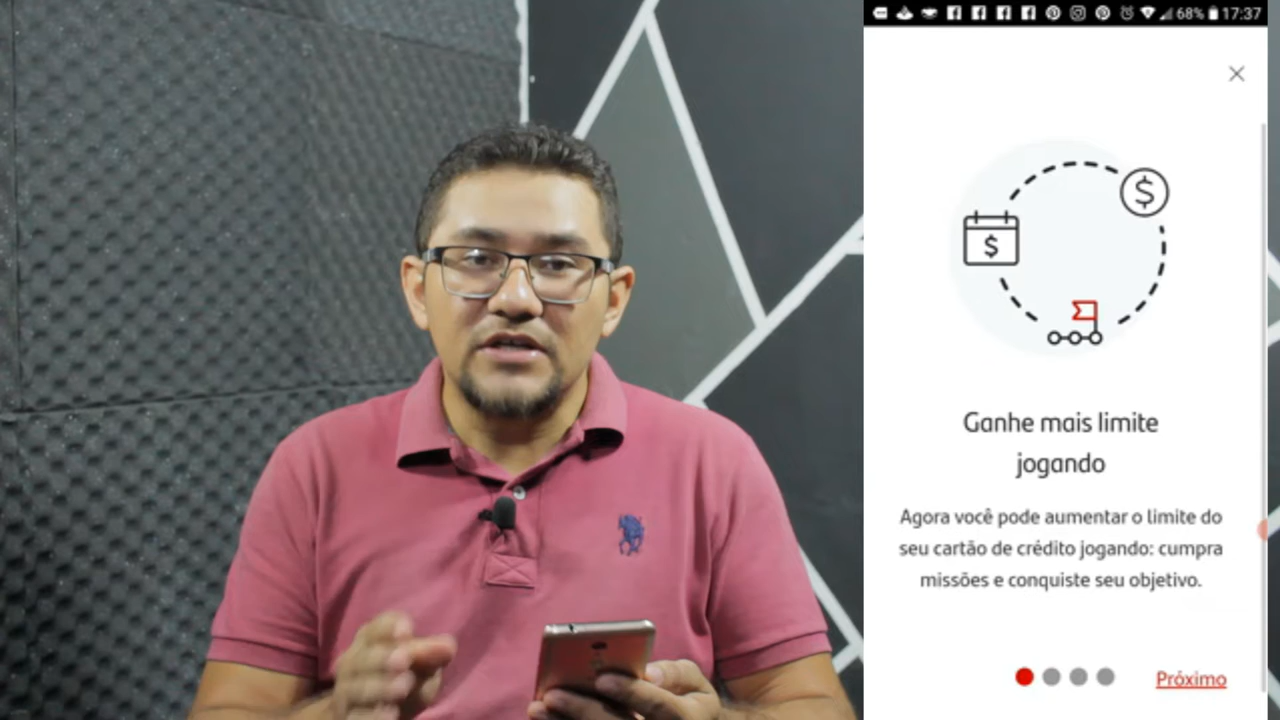 68% 17:37
Ganhe mais limite
jogando
Agora você pode aumentar o limite do
seu cartão de crédito jogando: cumpra
missões e conquiste seu objetivo.
Próximo